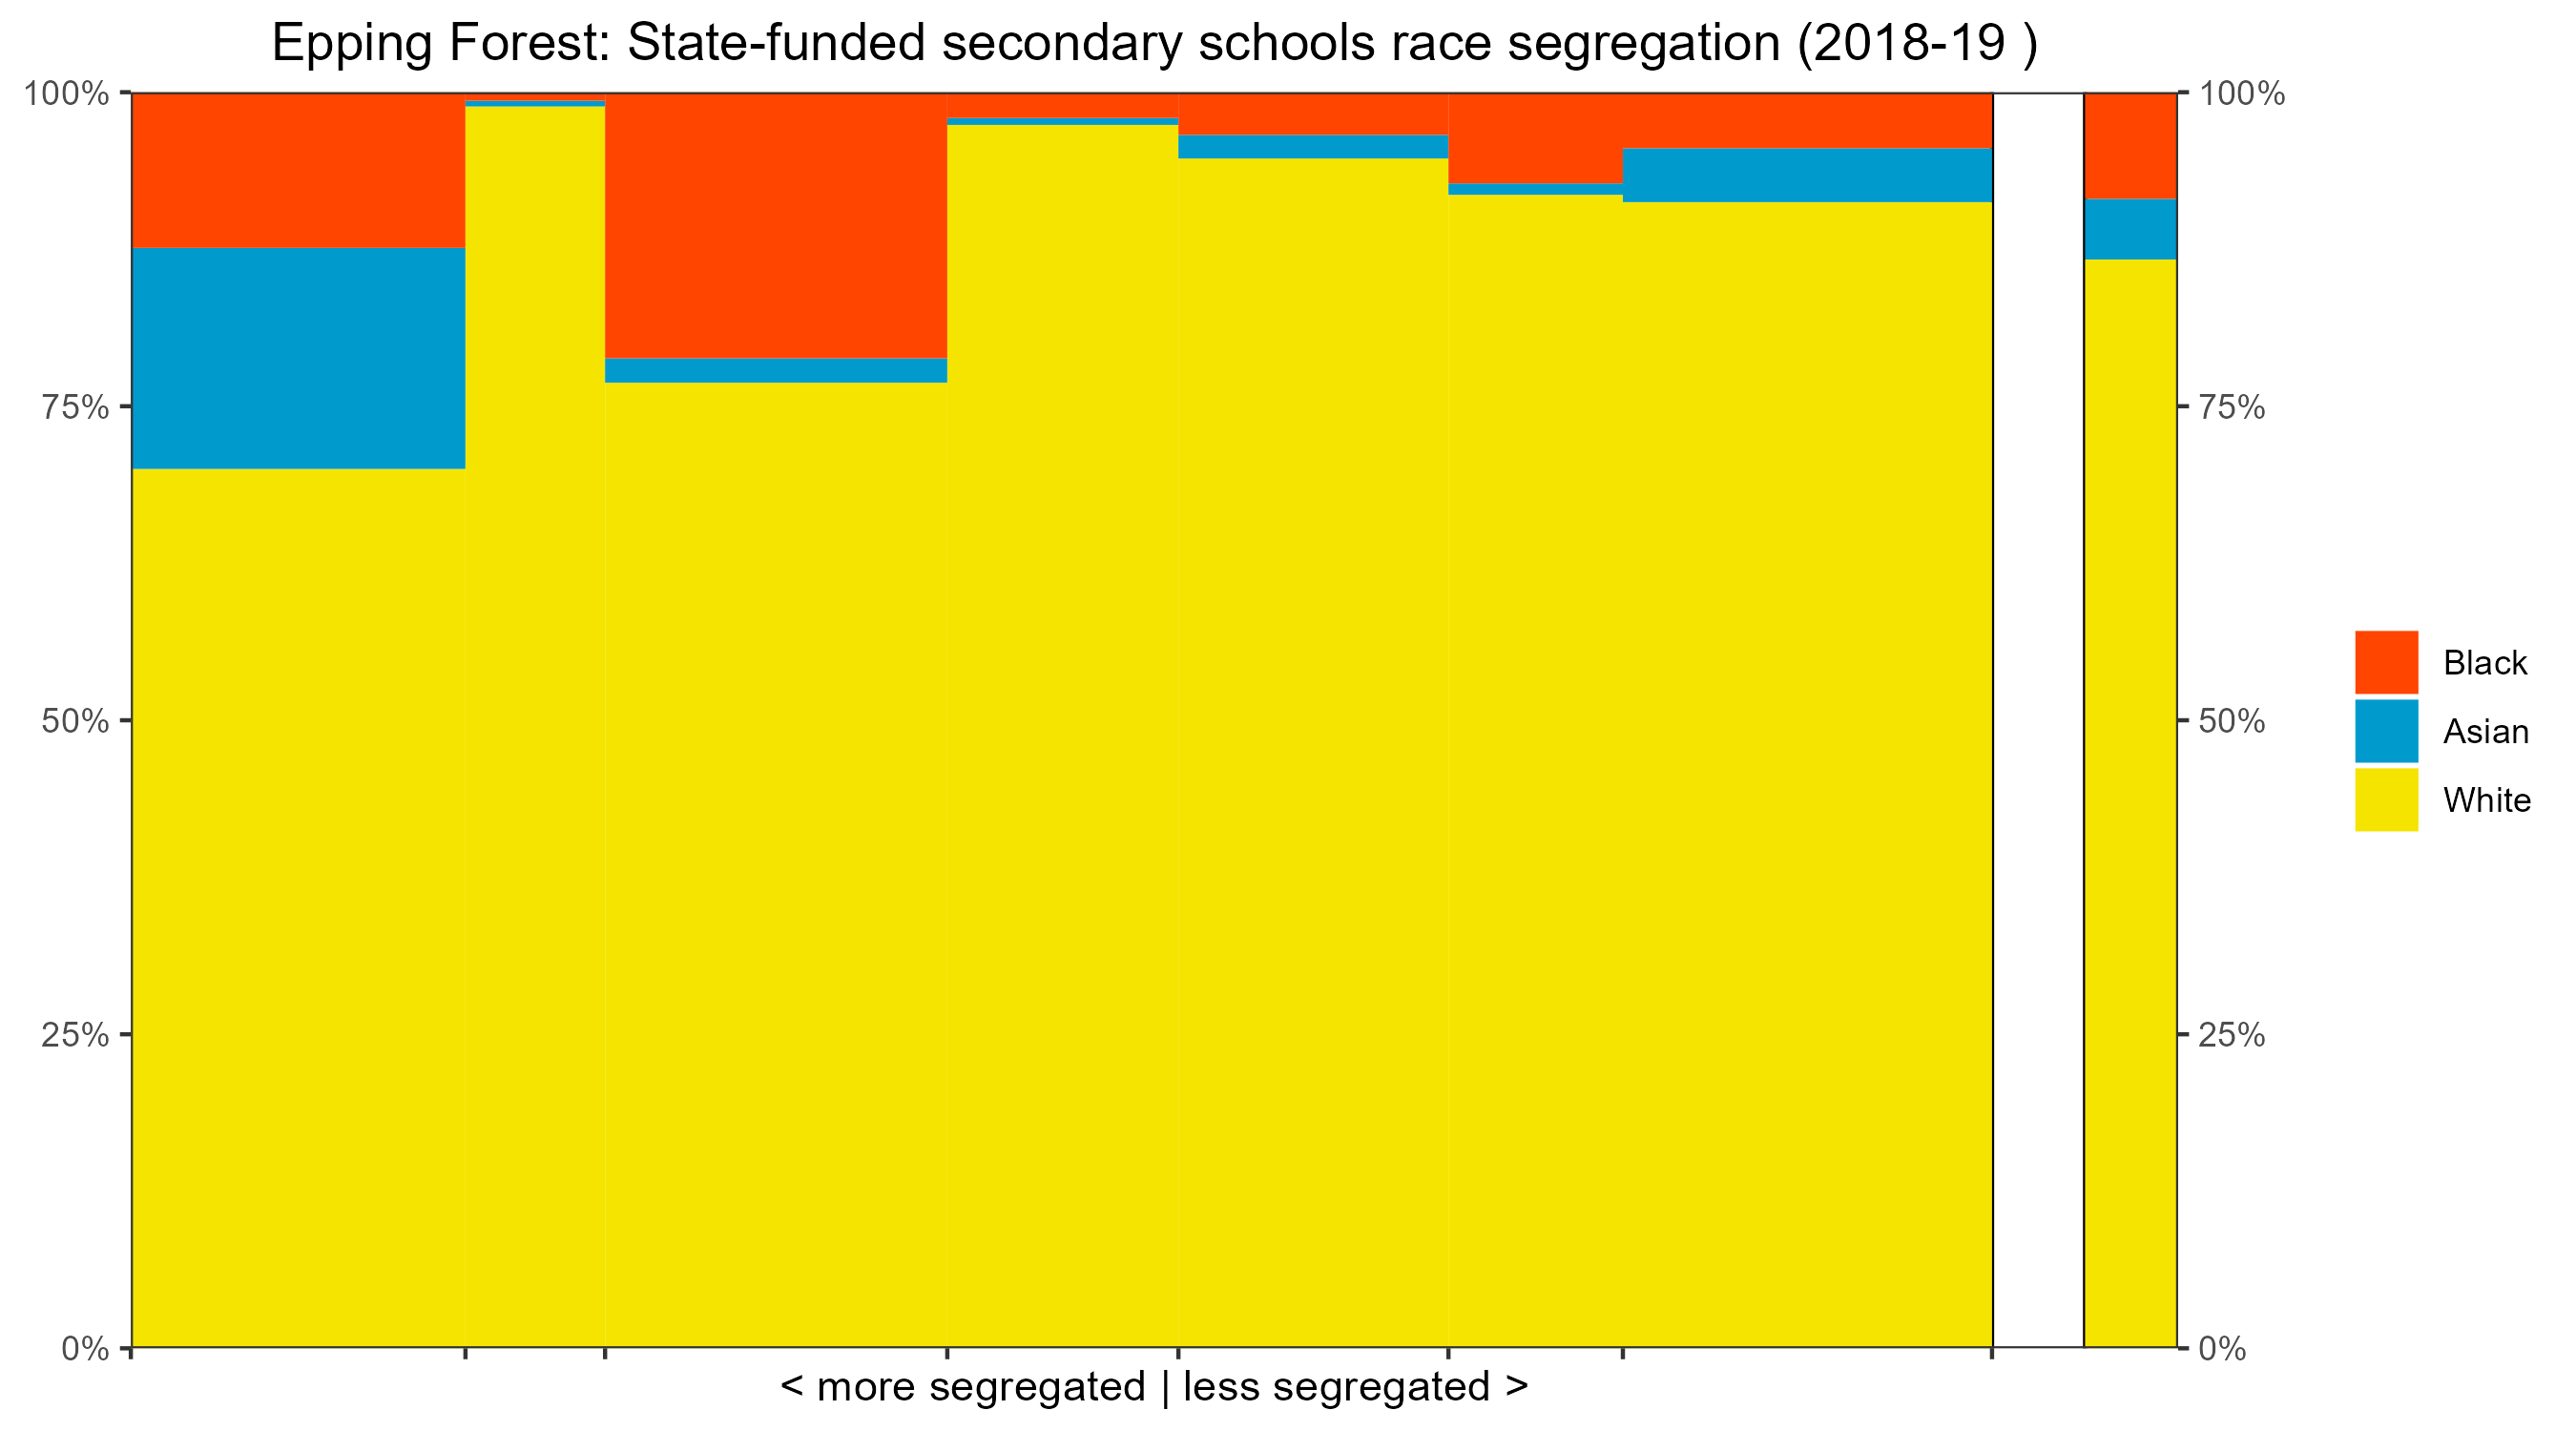 Epping Forest: State-funded secondary schools race segregation (2018-19 )
100%
75%
50%
25%
0%
100%
75%
50%
25%
0%
Black
Asian
White
< more segregated | less segregated >